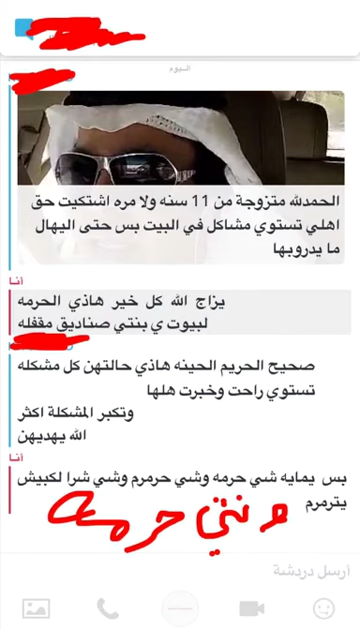 اليوم
الحمدلله متزوجة من 11 سنه ولا مره اشتكيت حق
اهلي تستوي مشاكل في البيت بس حتى اليهال
ما يدروبها
أنا
يزاج الله كل خير هاذي الحرمه
لبيوت ي بنتي صناديق مقفله
صحيح الحريم الحينه هاذي حالتهن كل مشكله
تستوي راحت وخبرت هلها
وتكبر المشكلة اكثر
الله يهديهن
أنا
بس يمايه شي حرمه وشي حرمرم وشي شرا لكبيش
يترمرم
ونتي حرمه
أرسل دردشة